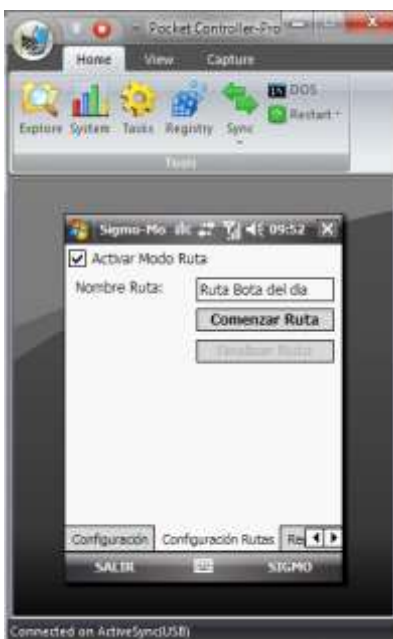 Pocket Controller-Pro
Home View Capture
Explore System Tasks Registry Sync
DOS
Restart
Tools
Sigmo-Mo 09:52
Activar Modo Ruta
Nombre Ruta: Ruta Bota del dia
Comenzar Ruta
Finalizar Ruta
Configuración Configuración Rutas Re
SALIR SIGMO
Connected on ActiveSync(USB)